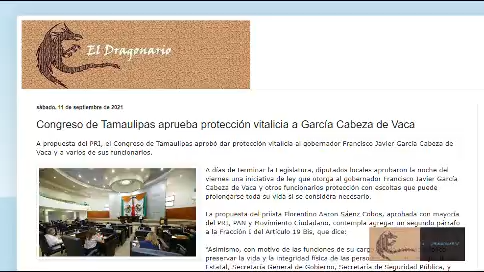 El Dragonario
sábado, 11 de septiembre de 2021
Congreso de Tamaulipas aprueba protección vitalicia a García Cabeza de Vaca
A propuesta del PRI, el Congreso de Tamaulipas aprobó dar protección vitalicia al gobernador Francisco Javier García Cabeza de
Vaca y a varios de sus funcionarios.
A días de terminar la Legislatura, diputados locales aprobaron la noche del
viernes una iniciativa de ley que otorga al gobernador Francisco Javier García
Cabeza de Vaca y otros funcionarios protección con escoltas que puede
prolongarse toda su vida si se considera necesario.
La propuesta del priista Florentino Aarón Sáenz Cobos, aprobada con mayoría
del PRI, PAN y Movimiento Ciudadano, contempla agregar un segundo párrafo
a la Fracción I del Artículo 19 Bis, que dice:
"Asimismo, con motivo de las funciones de su carg
preservar la vida y la integridad física de las perso
Estatal, Secretaría General de Gobierno, Secretaría de Seguridad Pública, y